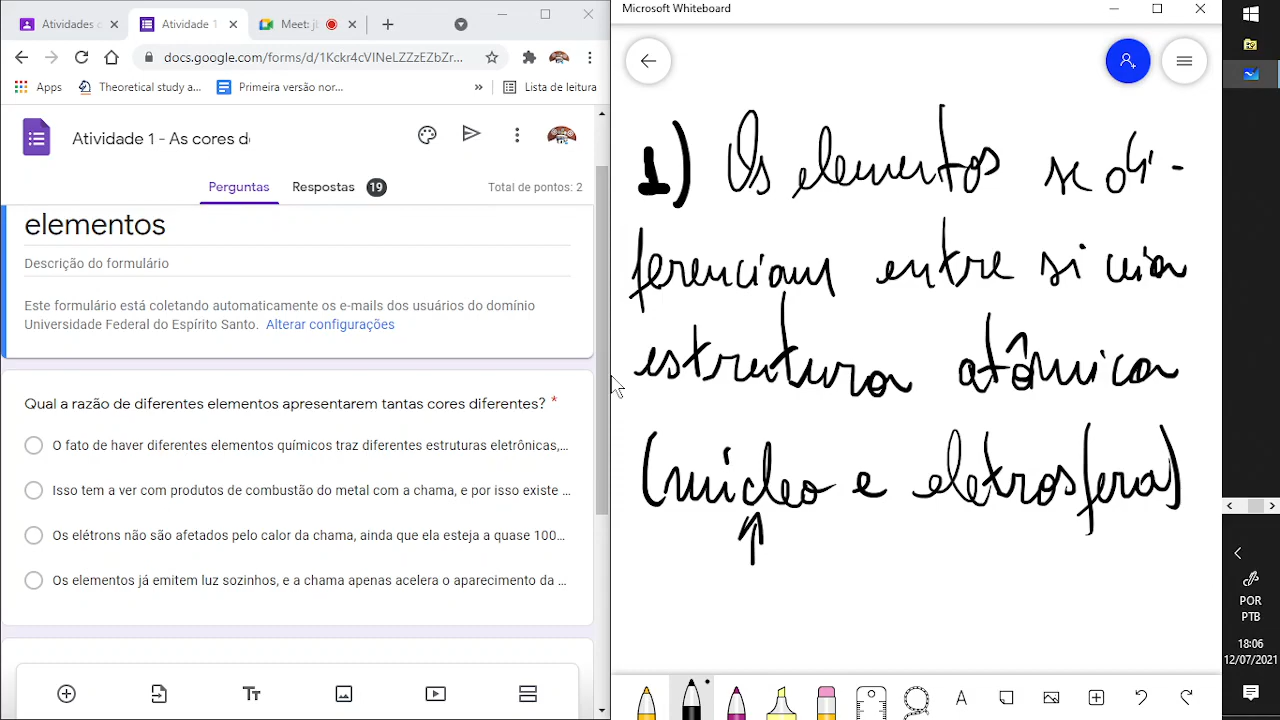 Atividades c
Atividade 1
Meet: j
docs.google.com/forms/d/1Kckr4cVINeLZZzEZbZr...
Apps
Theoretical study a...
Primeira versão nor...
»
Lista de leitura
Atividade 1 - As cores d
Perguntas
Respostas
19
Total de pontos: 2
elementos
Descrição do formulário
Este formulário está coletando automaticamente os e-mails dos usuários do domínio
Universidade Federal do Espírito Santo. Alterar configurações
Qual a razão de diferentes elementos apresentarem tantas cores diferentes? *
O fato de haver diferentes elementos químicos traz diferentes estruturas eletrônicas,...
Isso tem a ver com produtos de combustão do metal com a chama, e por isso existe ...
Os elétrons não são afetados pelo calor da chama, ainda que ela esteja a quase 100...
Os elementos já emitem luz sozinhos, e a chama apenas acelera o aparecimento da ...
Tт
Microsoft Whiteboard
1) Os elementos se di-
ferenciam entre si via
estrutura atômica
(núcleo e eletrosfera)
A
POR
PTB
18:06
12/07/2021